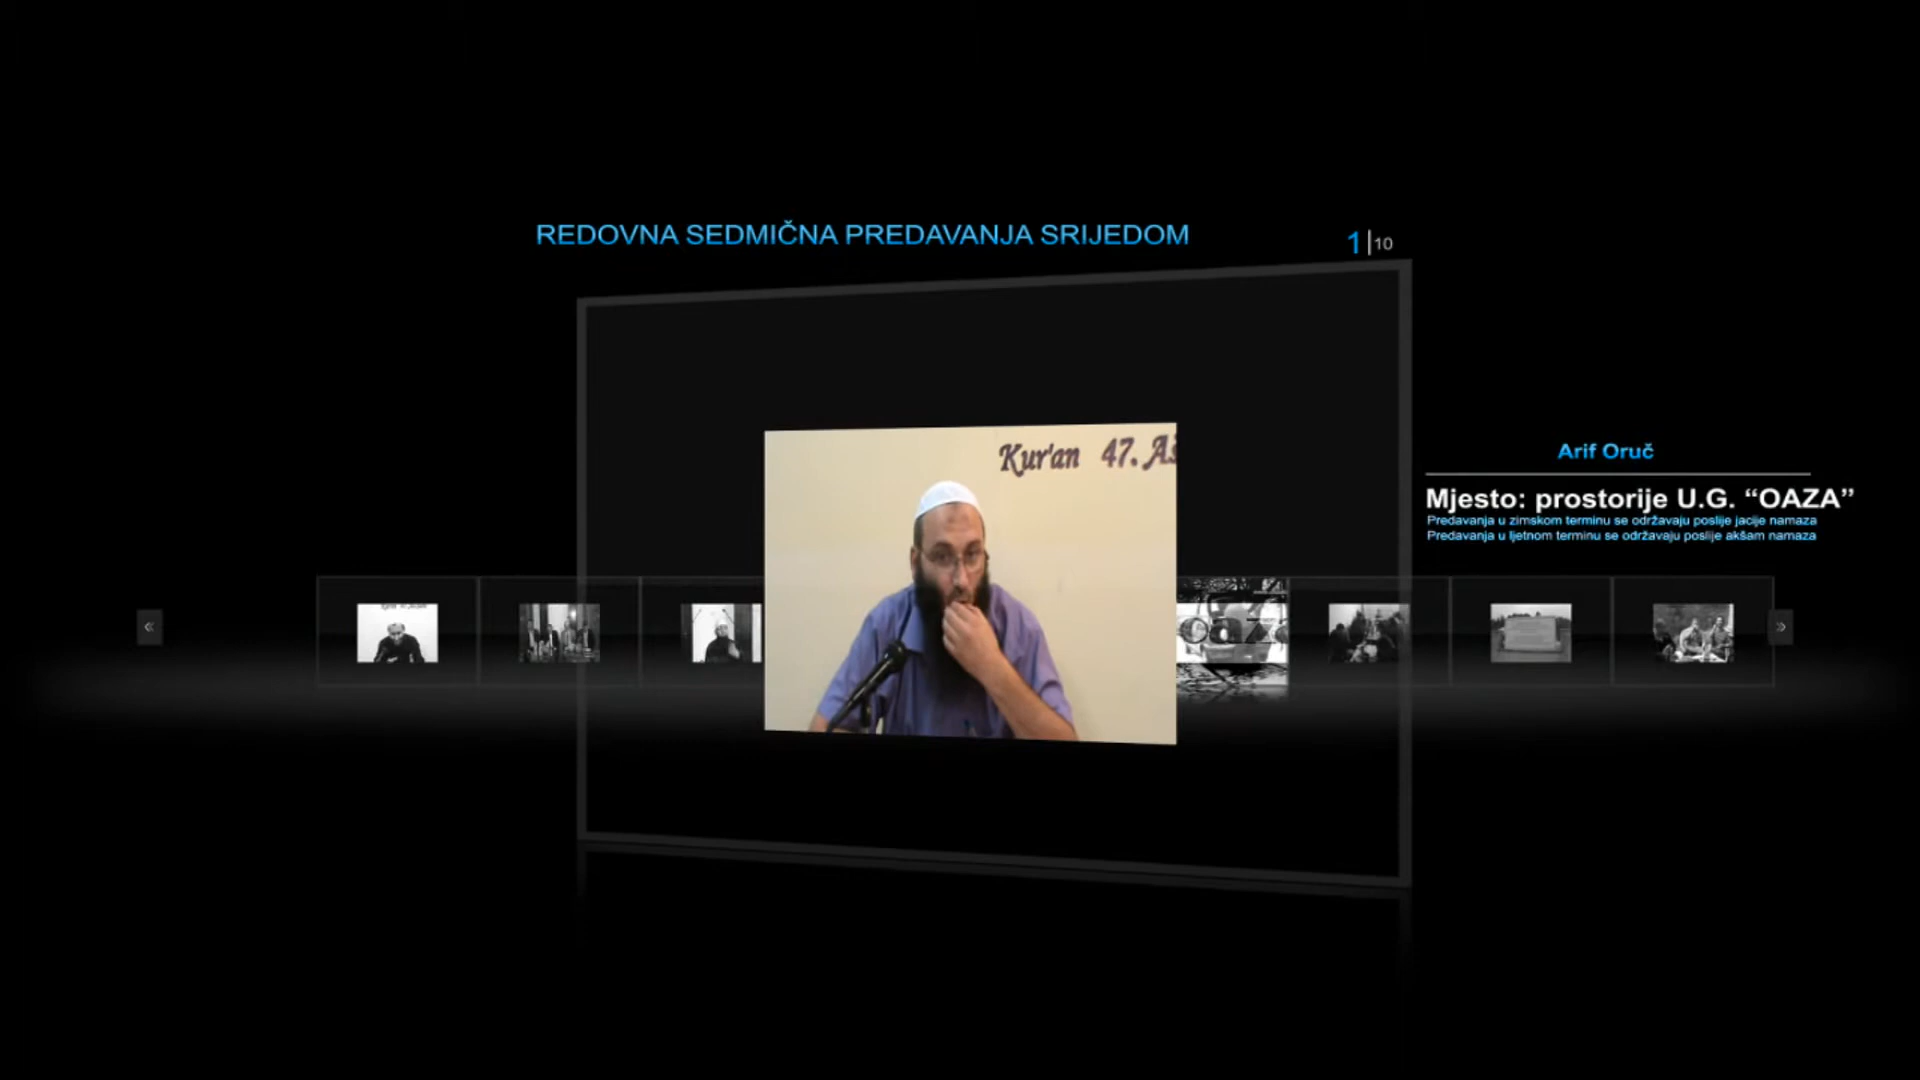 REDOVNA SEDMIČNA PREDAVANJA SRIJEDOM
1|10
Kur'an 47.
Arif Oruč
Mjesto: prostorije U.G. “OAZA”
Predavanja u zimskom terminu se održavaju poslije jacije namaza
Predavanja u ljetnom terminu se održavaju poslije akšam namaza
«
oaza
»